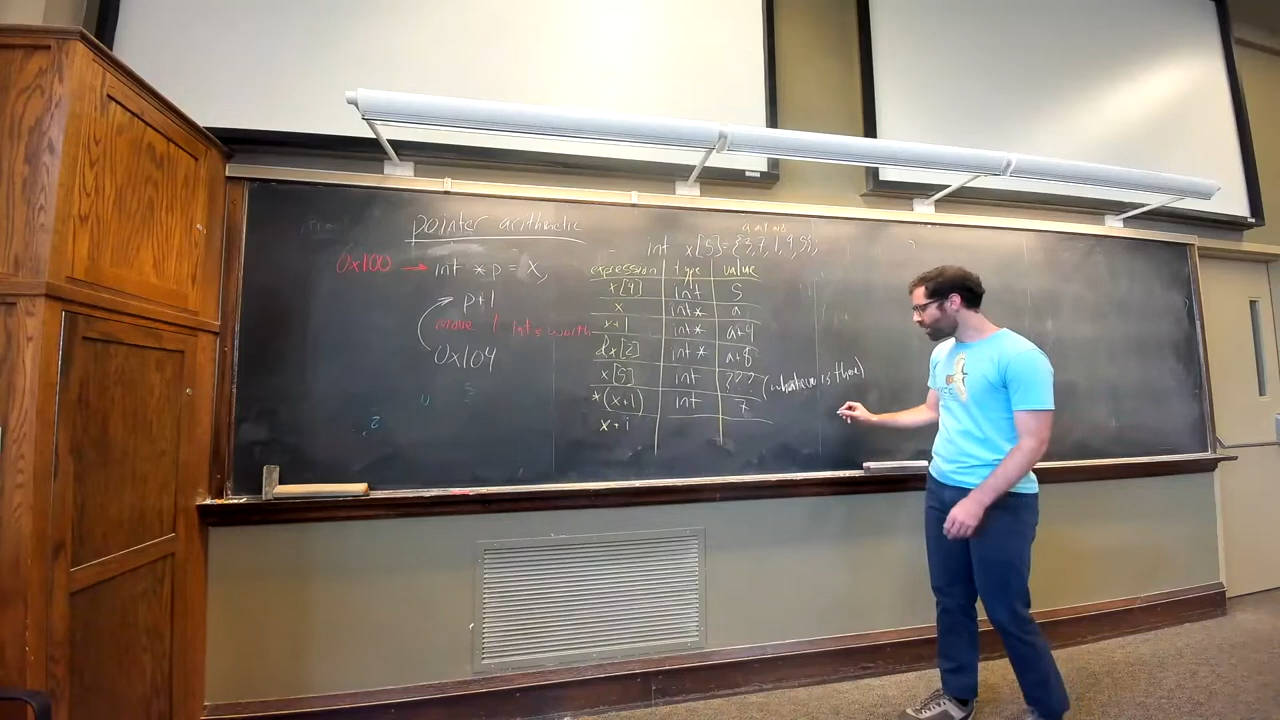 pointer arithmetic
0x100 → int *p = x;
p+1
move 1 int's worth
0x104
int x[5]={3,7,1,9,5};
expression type value
x[4] int 5
x int* a
x+1 int* a+4
&x[2] int* a+8
x[5] int ??? (whatever is there)
*(x+1) int 7
x+i
2